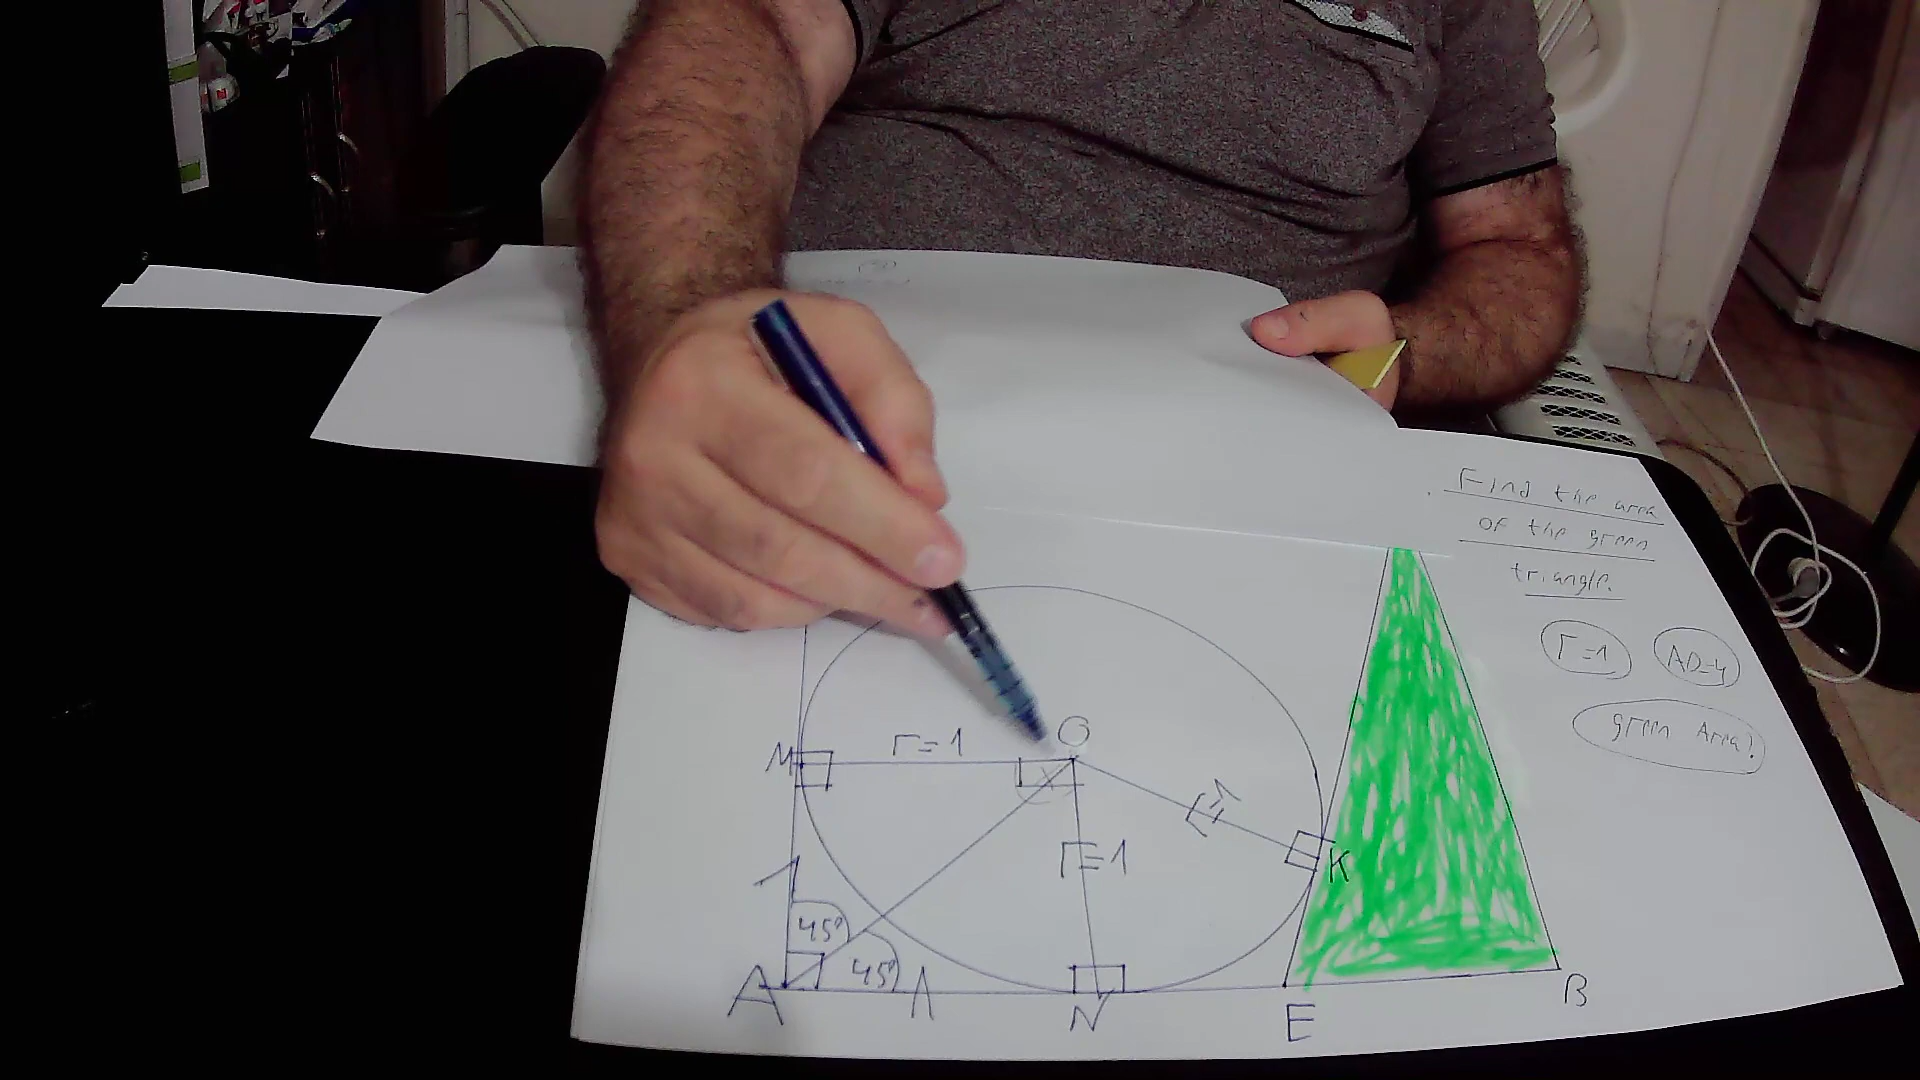 Find the area
of the green
triangle.
r=1 AD=4
green Area?
O
M
r=1
1
r=1
1
K
45°
45°
A
1
N
E
B